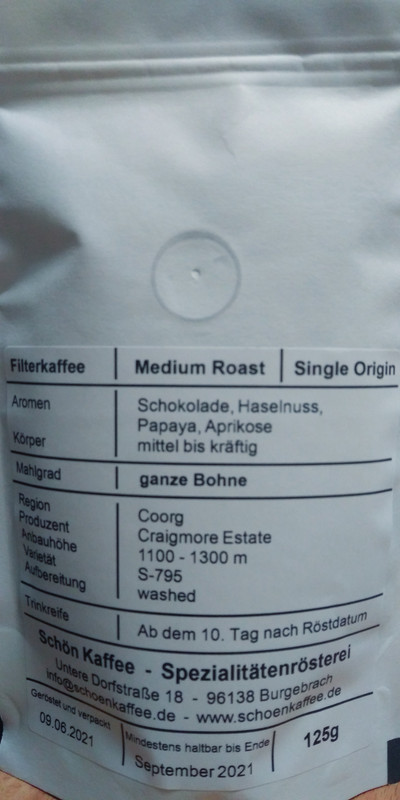 Filterkaffee Medium Roast Single Origin
Aromen Schokolade, Haselnuss,
Papaya, Aprikose
Körper mittel bis kräftig
Mahlgrad ganze Bohne
Region Coorg
Produzent Craigmore Estate
Anbauhöhe 1100 - 1300 m
Varietät S-795
Aufbereitung washed
Trinkreife Ab dem 10. Tag nach Röstdatum
Schön Kaffee - Spezialitätenrösterei
Untere Dorfstraße 18 - 96138 Burgebrach
info@schoenkaffee.de - www.schoenkaffee.de
Geröstet und verpackt Mindestens haltbar bis Ende 125g
09.06.2021 September 2021